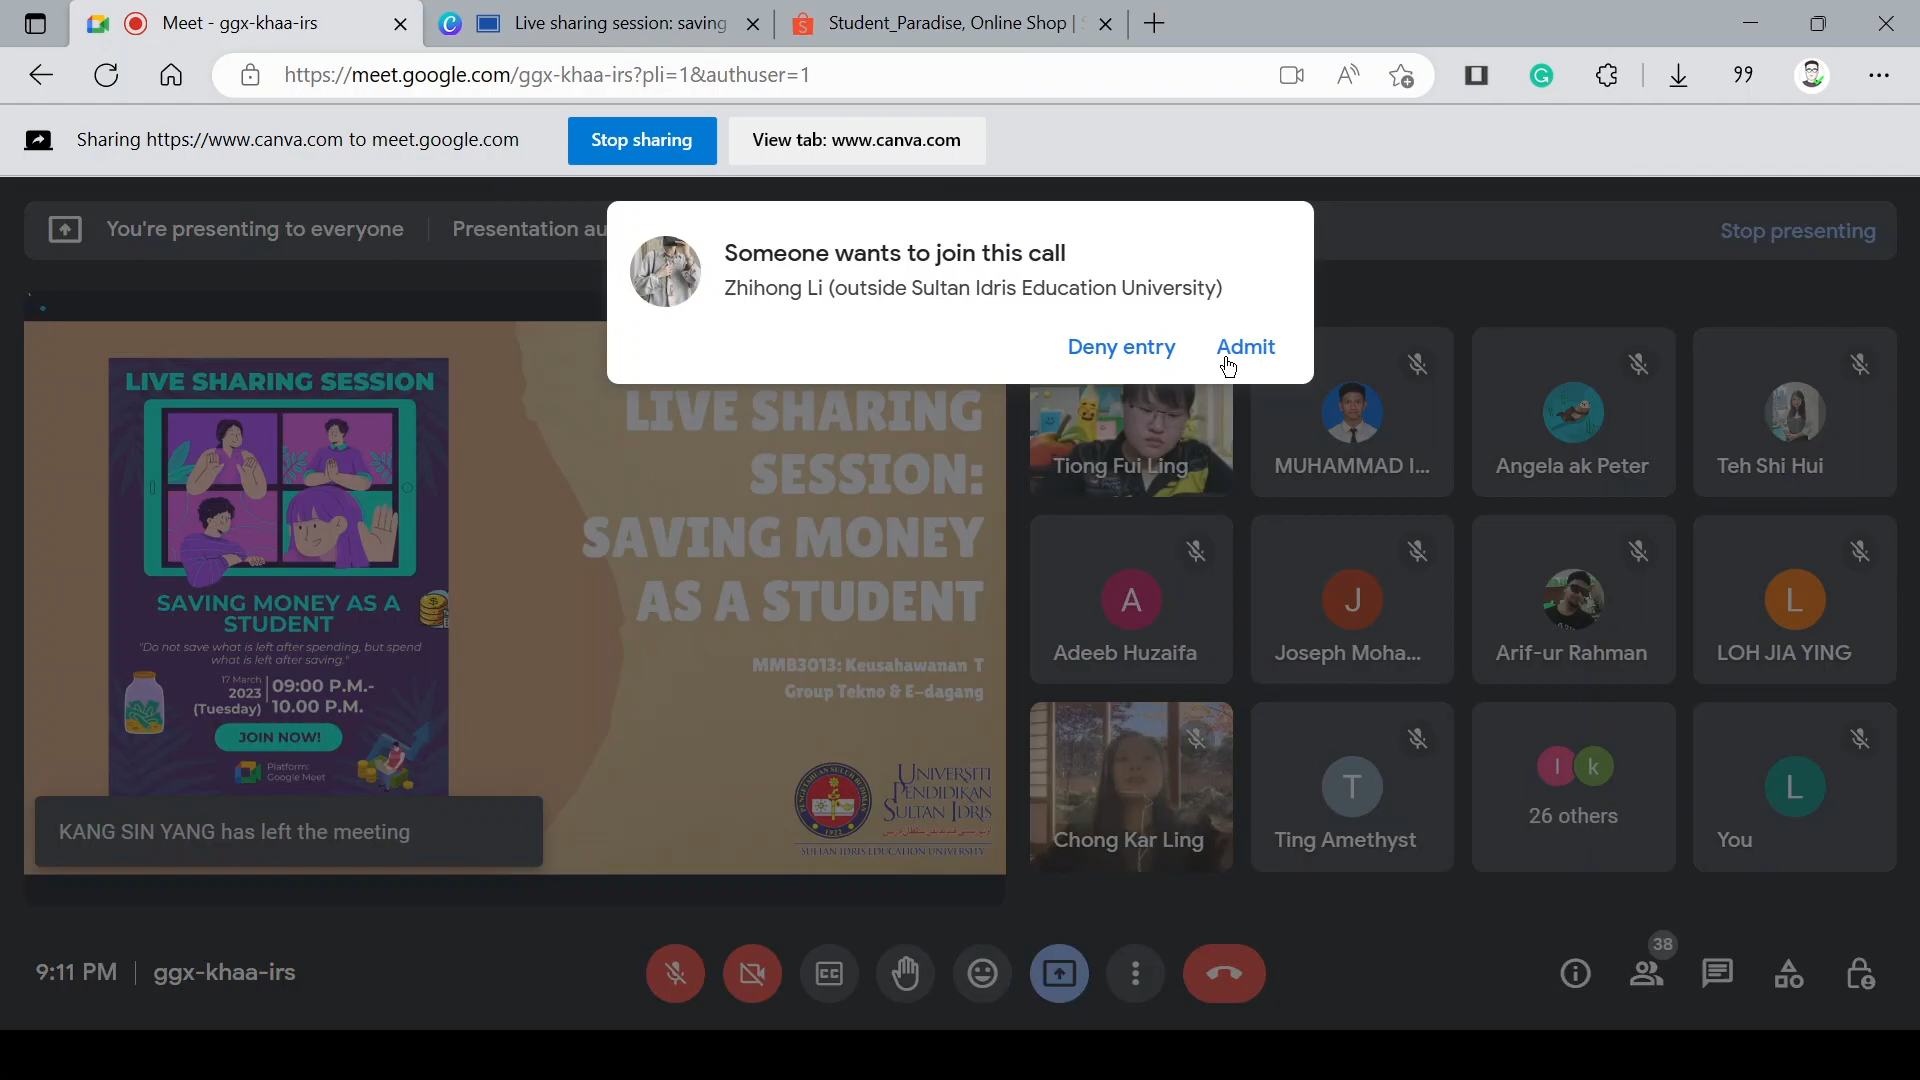 Meet - ggx-khaa-irs
Live sharing session: saving
Student_Paradise, Online Shop |
https://meet.google.com/ggx-khaa-irs?pli=1&authuser=1
Sharing https://www.canva.com to meet.google.com
Stop sharing
View tab: www.canva.com
You're presenting to everyone
Presentation au
Stop presenting
Someone wants to join this call
Zhihong Li (outside Sultan Idris Education University)
Deny entry
Admit
LIVE SHARING SESSION
SAVING MONEY AS A
STUDENT
"Do not save what is left after spending, but spend
what is left after saving."
17 March
2023
(Tuesday)
09:00 P.M.-
10.00 P.M.
JOIN NOW!
Platform:
Google Meet
LIVE SHARING
SESSION:
SAVING MONEY
AS A STUDENT
MMB3013: Keusahawanan T
Group Tekno & E-dagang
UNIVERSITI
PENDIDIKAN
SULTAN IDRIS
SULTAN IDRIS EDUCATION UNIVERSITY
KANG SIN YANG has left the meeting
Tiong Fui Ling
MUHAMMAD I...
Angela ak Peter
Teh Shi Hui
A
Adeeb Huzaifa
J
Joseph Moha...
Arif-ur Rahman
L
LOH JIA YING
Chong Kar Ling
T
Ting Amethyst
I
k
26 others
L
You
9:11 PM
ggx-khaa-irs
CC
38